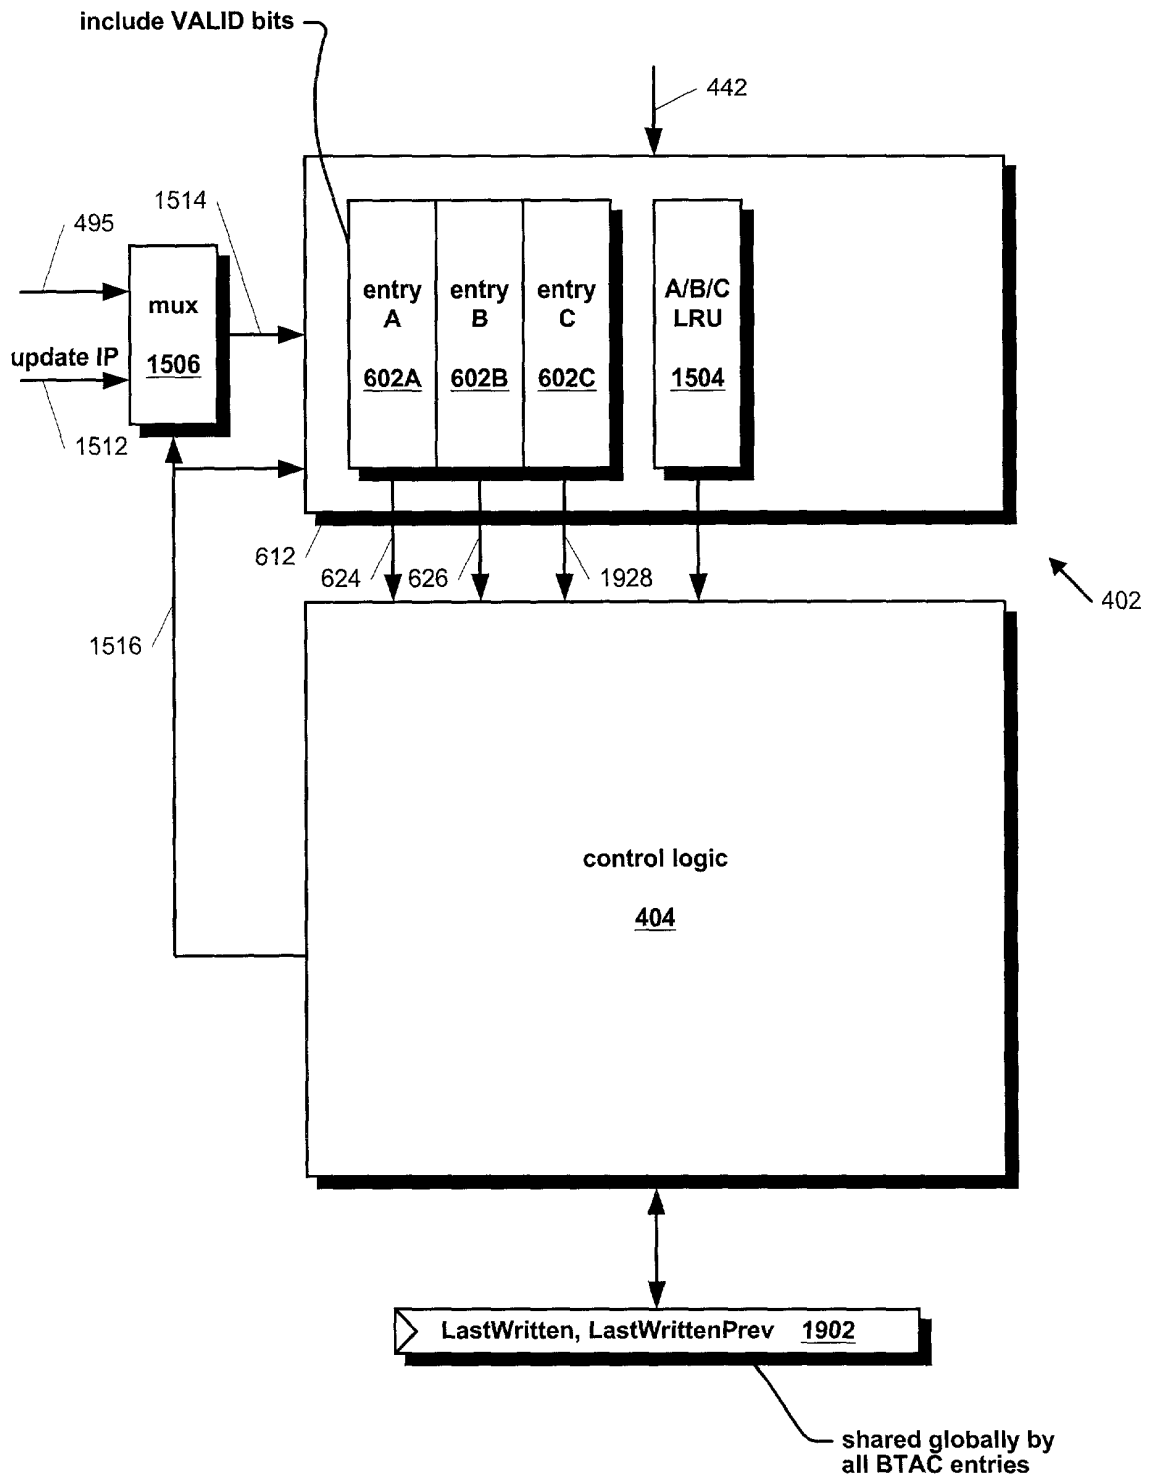 include VALID bits
442
1514
495
mux
1506
update IP
1512
entry
A
602A
entry
B
602B
entry
C
602C
A/B/C
LRU
1504
612
624
626
1928
402
1516
control logic
404
LastWritten, LastWrittenPrev 1902
shared globally by
all BTAC entries